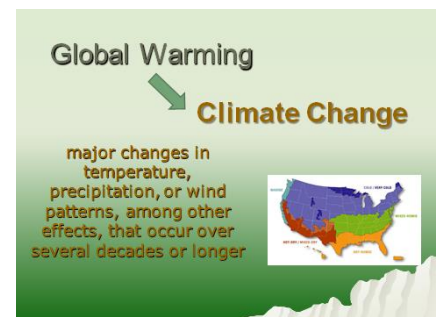 Global Warming
Climate Change
major changes in
temperature,
precipitation, or wind
patterns, among other
effects, that occur over
several decades or longer